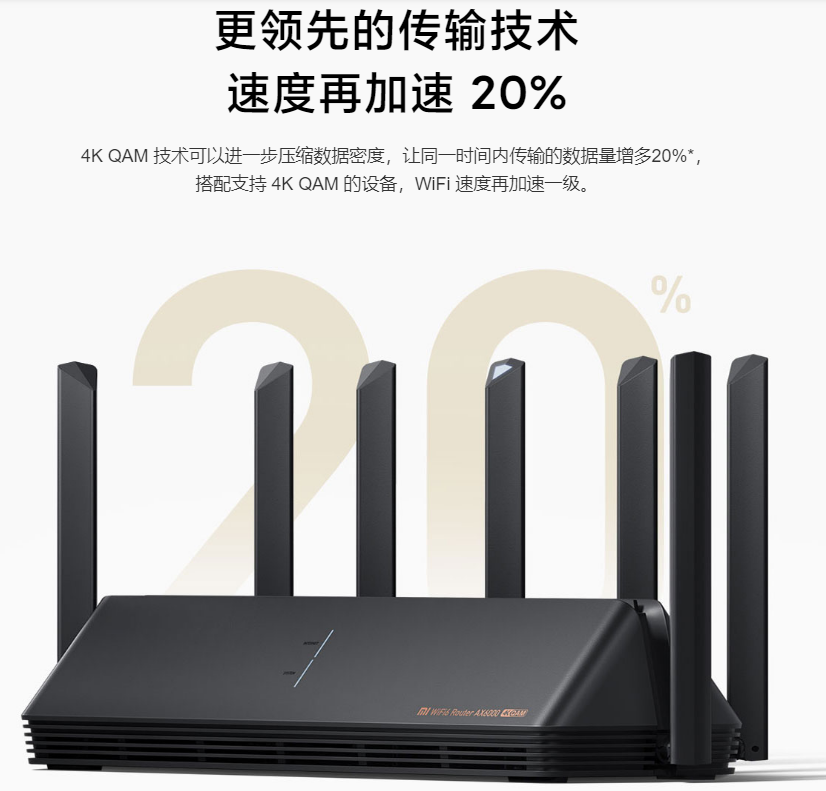 更领先的传输技术
速度再加速 20%
4K QAM 技术可以进一步压缩数据密度，让同一时间内传输的数据量增多20%*，
搭配支持 4K QAM 的设备，WiFi 速度再加速一级。
20%
mi WiFi6 Router AX6000 4KQAM